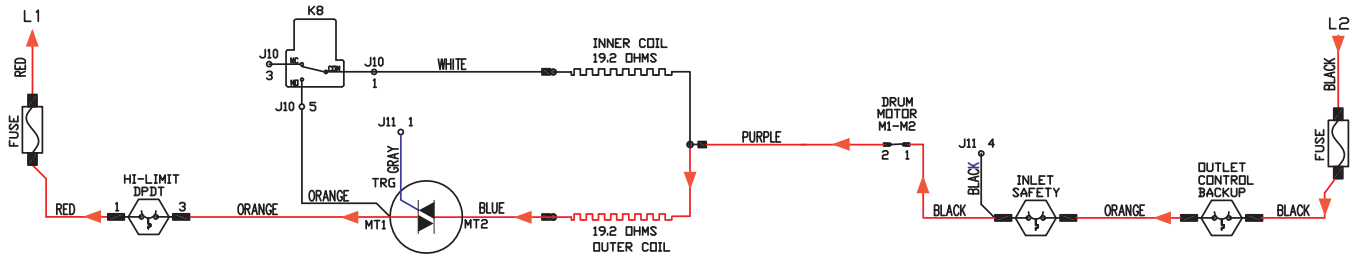 L1
K8
L2
J10
3
NC
COM
NO
J10
1
WHITE
INNER COIL
19.2 OHMS
RED
BLACK
J10 5
FUSE
J11 1
GRAY
DRUM
MOTOR
M1-M2
2 1
PURPLE
J11 4
BLACK
FUSE
HI-LIMIT
DPDT
TRG
INLET
SAFETY
OUTLET
CONTROL
BACKUP
RED
1
3
ORANGE
ORANGE
MT1
MT2
BLUE
19.2 OHMS
OUTER COIL
BLACK
ORANGE
BLACK